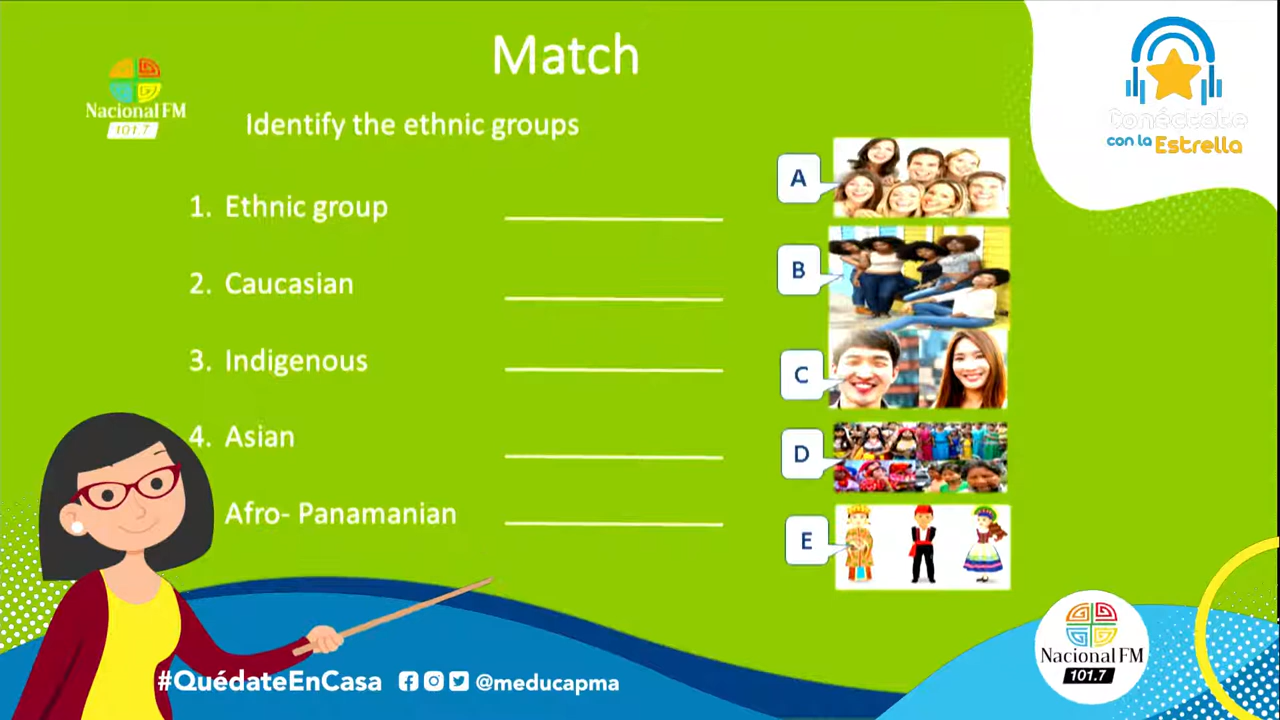 Match
Nacional FM
101.7
Identify the ethnic groups
Conéctate
con la Estrella
1. Ethnic group
2. Caucasian
3. Indigenous
4. Asian
Afro- Panamanian
A
B
C
D
E
#QuédateEnCasa @meducapma
Nacional FM
101.7